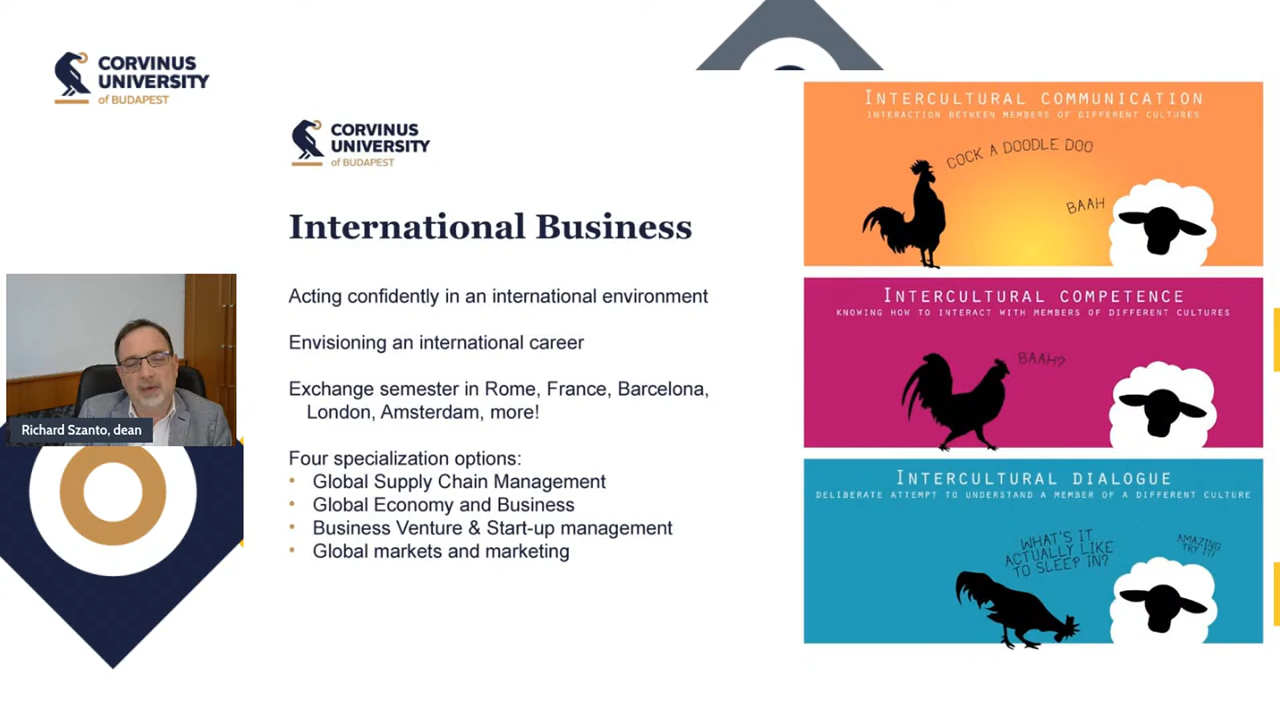 CORVINUS
UNIVERSITY
of BUDAPEST
CORVINUS
UNIVERSITY
of BUDAPEST
International Business
Acting confidently in an international environment
Envisioning an international career
Exchange semester in Rome, France, Barcelona,
London, Amsterdam, more!
Four specialization options:
• Global Supply Chain Management
• Global Economy and Business
• Business Venture & Start-up management
• Global markets and marketing
Richard Szanto, dean
INTERCULTURAL COMMUNICATION
INTERACTION BETWEEN MEMBERS OF DIFFERENT CULTURES
COCK A DOODLE DOO
BAAH
INTERCULTURAL COMPETENCE
KNOWING HOW TO INTERACT WITH MEMBERS OF DIFFERENT CULTURES
BAAH?
INTERCULTURAL DIALOGUE
DELIBERATE ATTEMPT TO UNDERSTAND A MEMBER OF A DIFFERENT CULTURE
WHAT'S IT
ACTUALLY LIKE
TO SLEEP IN?
AMAZING
TRY IT!